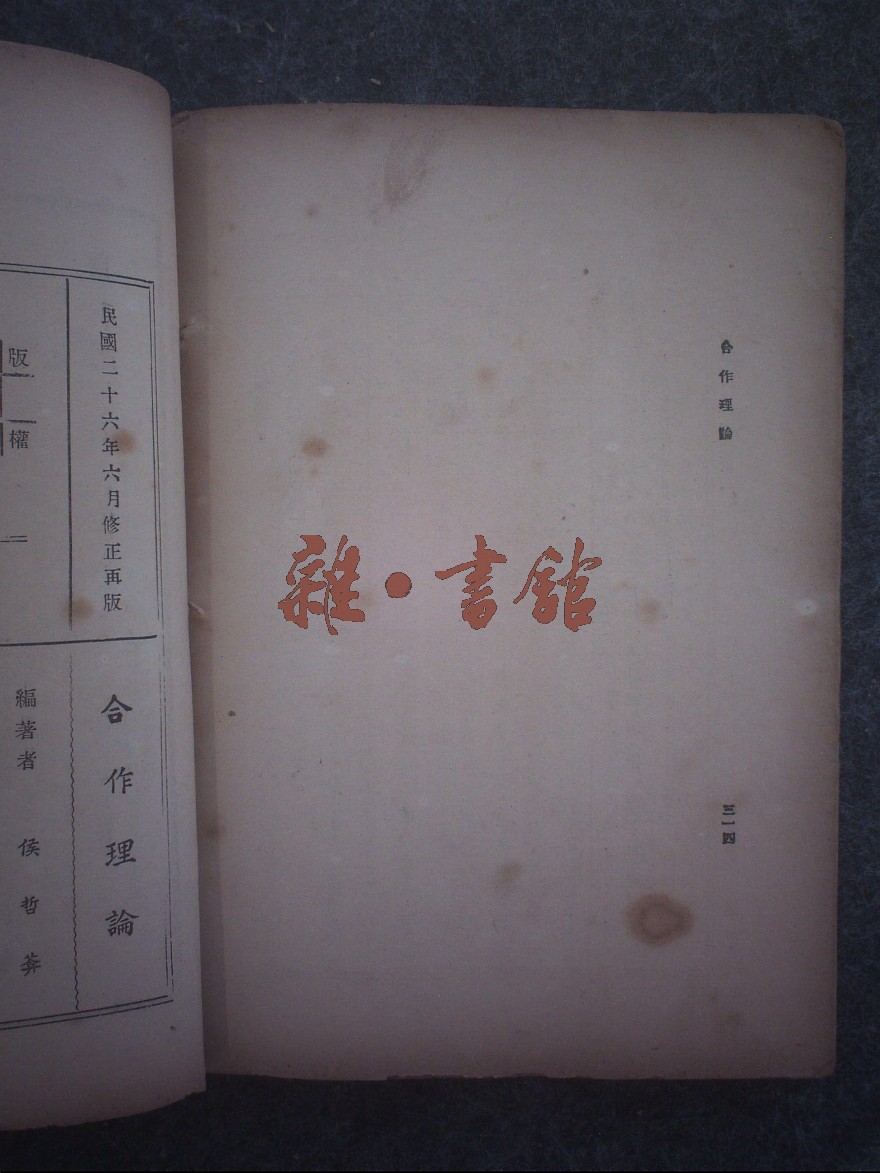 合作理論
三一四
雜·書館
民國二十六年六月修正再版
合作理論
版權
編著者 侯哲葊